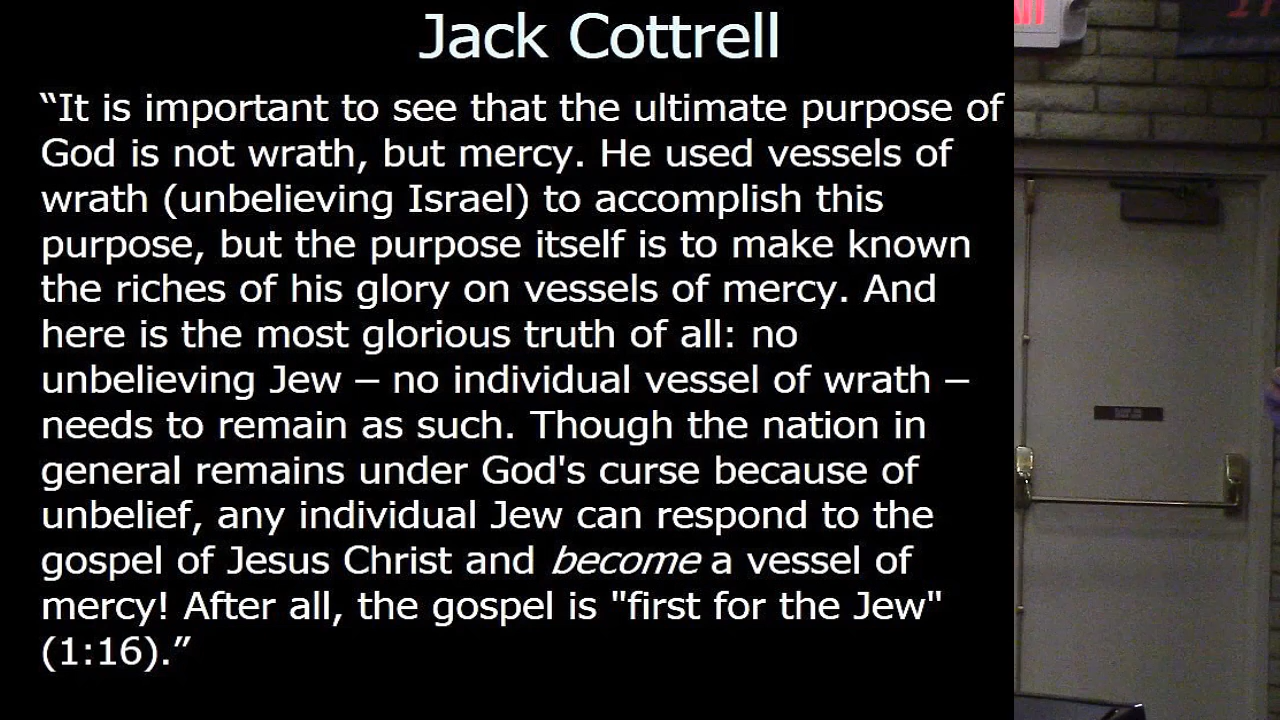 Jack Cottrell
“It is important to see that the ultimate purpose of
God is not wrath, but mercy. He used vessels of
wrath (unbelieving Israel) to accomplish this
purpose, but the purpose itself is to make known
the riches of his glory on vessels of mercy. And
here is the most glorious truth of all: no
unbelieving Jew – no individual vessel of wrath –
needs to remain as such. Though the nation in
general remains under God's curse because of
unbelief, any individual Jew can respond to the
gospel of Jesus Christ and become a vessel of
mercy! After all, the gospel is "first for the Jew"
(1:16).”